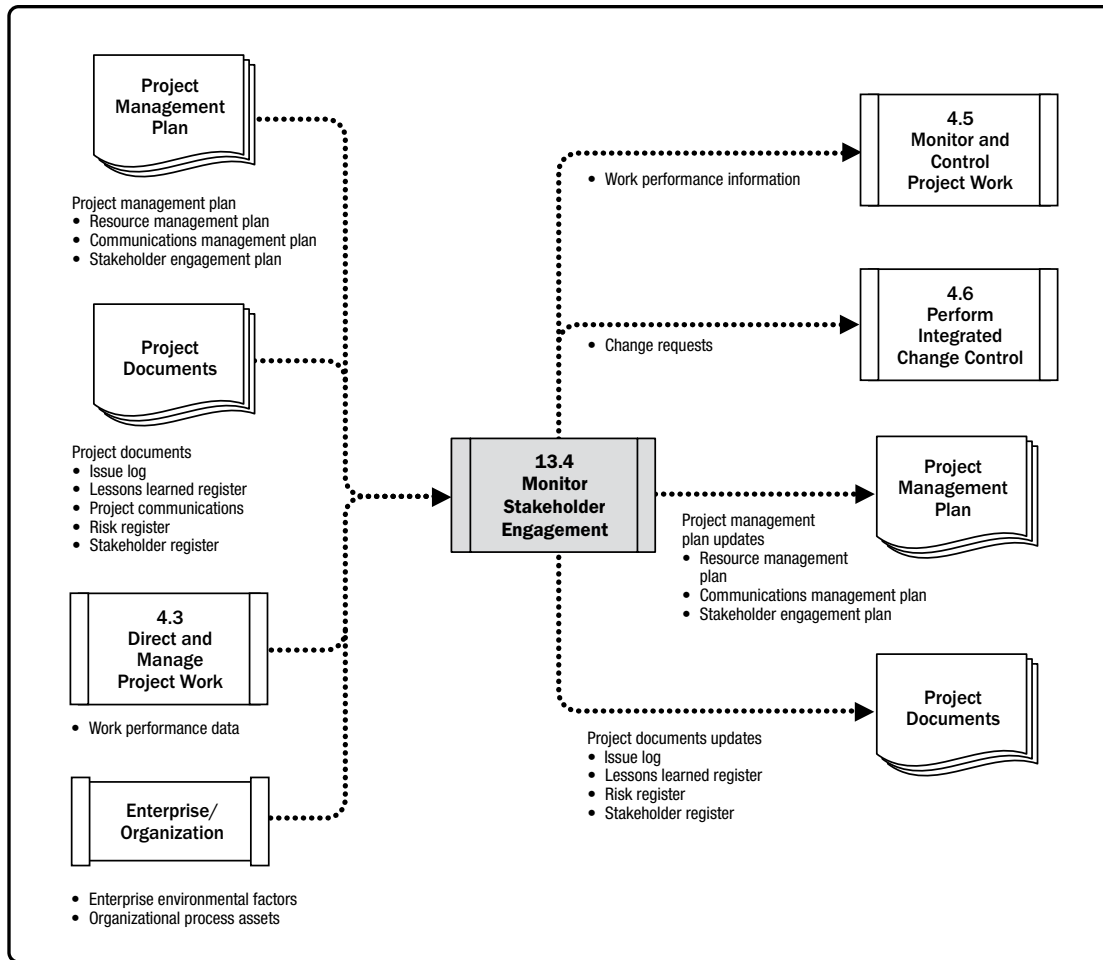 Project
Management
Plan
Project management plan
• Resource management plan
• Communications management plan
• Stakeholder engagement plan
Project
Documents
Project documents
• Issue log
• Lessons learned register
• Project communications
• Risk register
• Stakeholder register
4.3
Direct and
Manage
Project Work
• Work performance data
Enterprise/
Organization
• Enterprise environmental factors
• Organizational process assets
13.4
Monitor
Stakeholder
Engagement
• Work performance information
4.5
Monitor and
Control
Project Work
• Change requests
4.6
Perform
Integrated
Change Control
Project management
plan updates
• Resource management
plan
• Communications management plan
• Stakeholder engagement plan
Project
Management
Plan
Project documents updates
• Issue log
• Lessons learned register
• Risk register
• Stakeholder register
Project
Documents